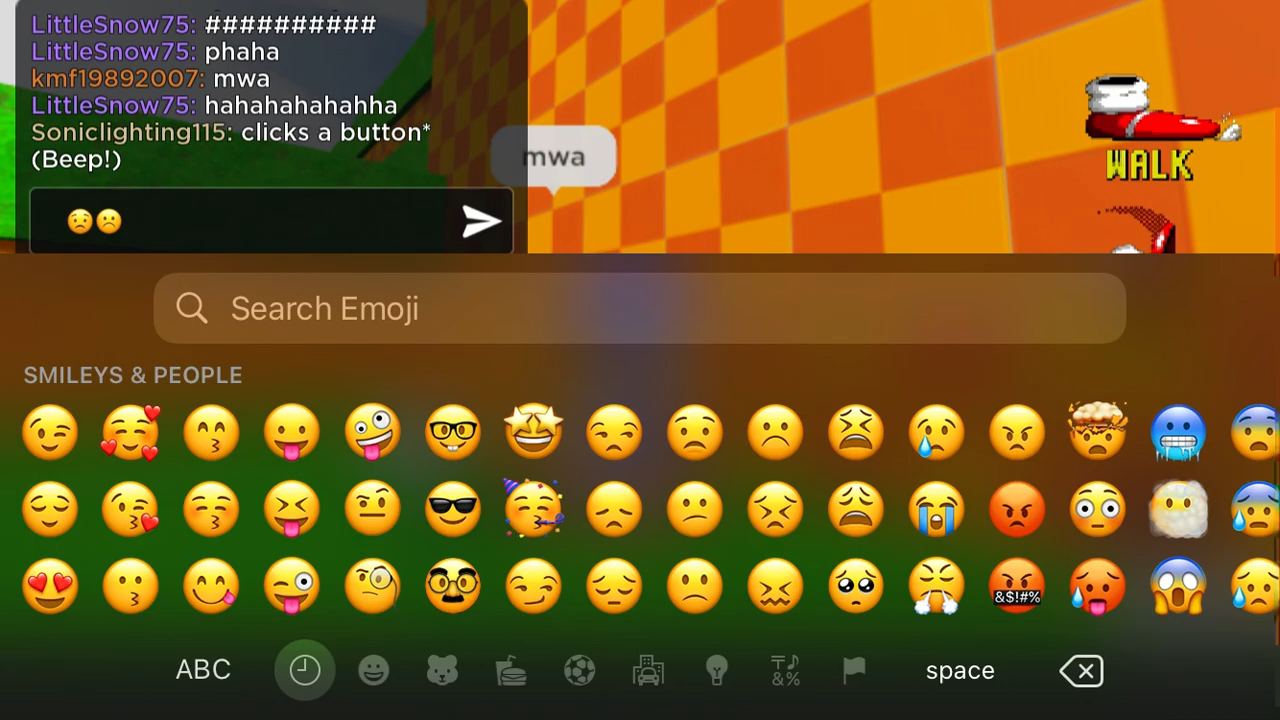 LittleSnow75: ##########
LittleSnow75: phaha
kmf19892007: mwa
LittleSnow75: hahahahahahha
Soniclighting115: clicks a button*
(Beep!)
mwa
WALK
😟☹️
Search Emoji
SMILEYS & PEOPLE
&$!#%
ABC
space